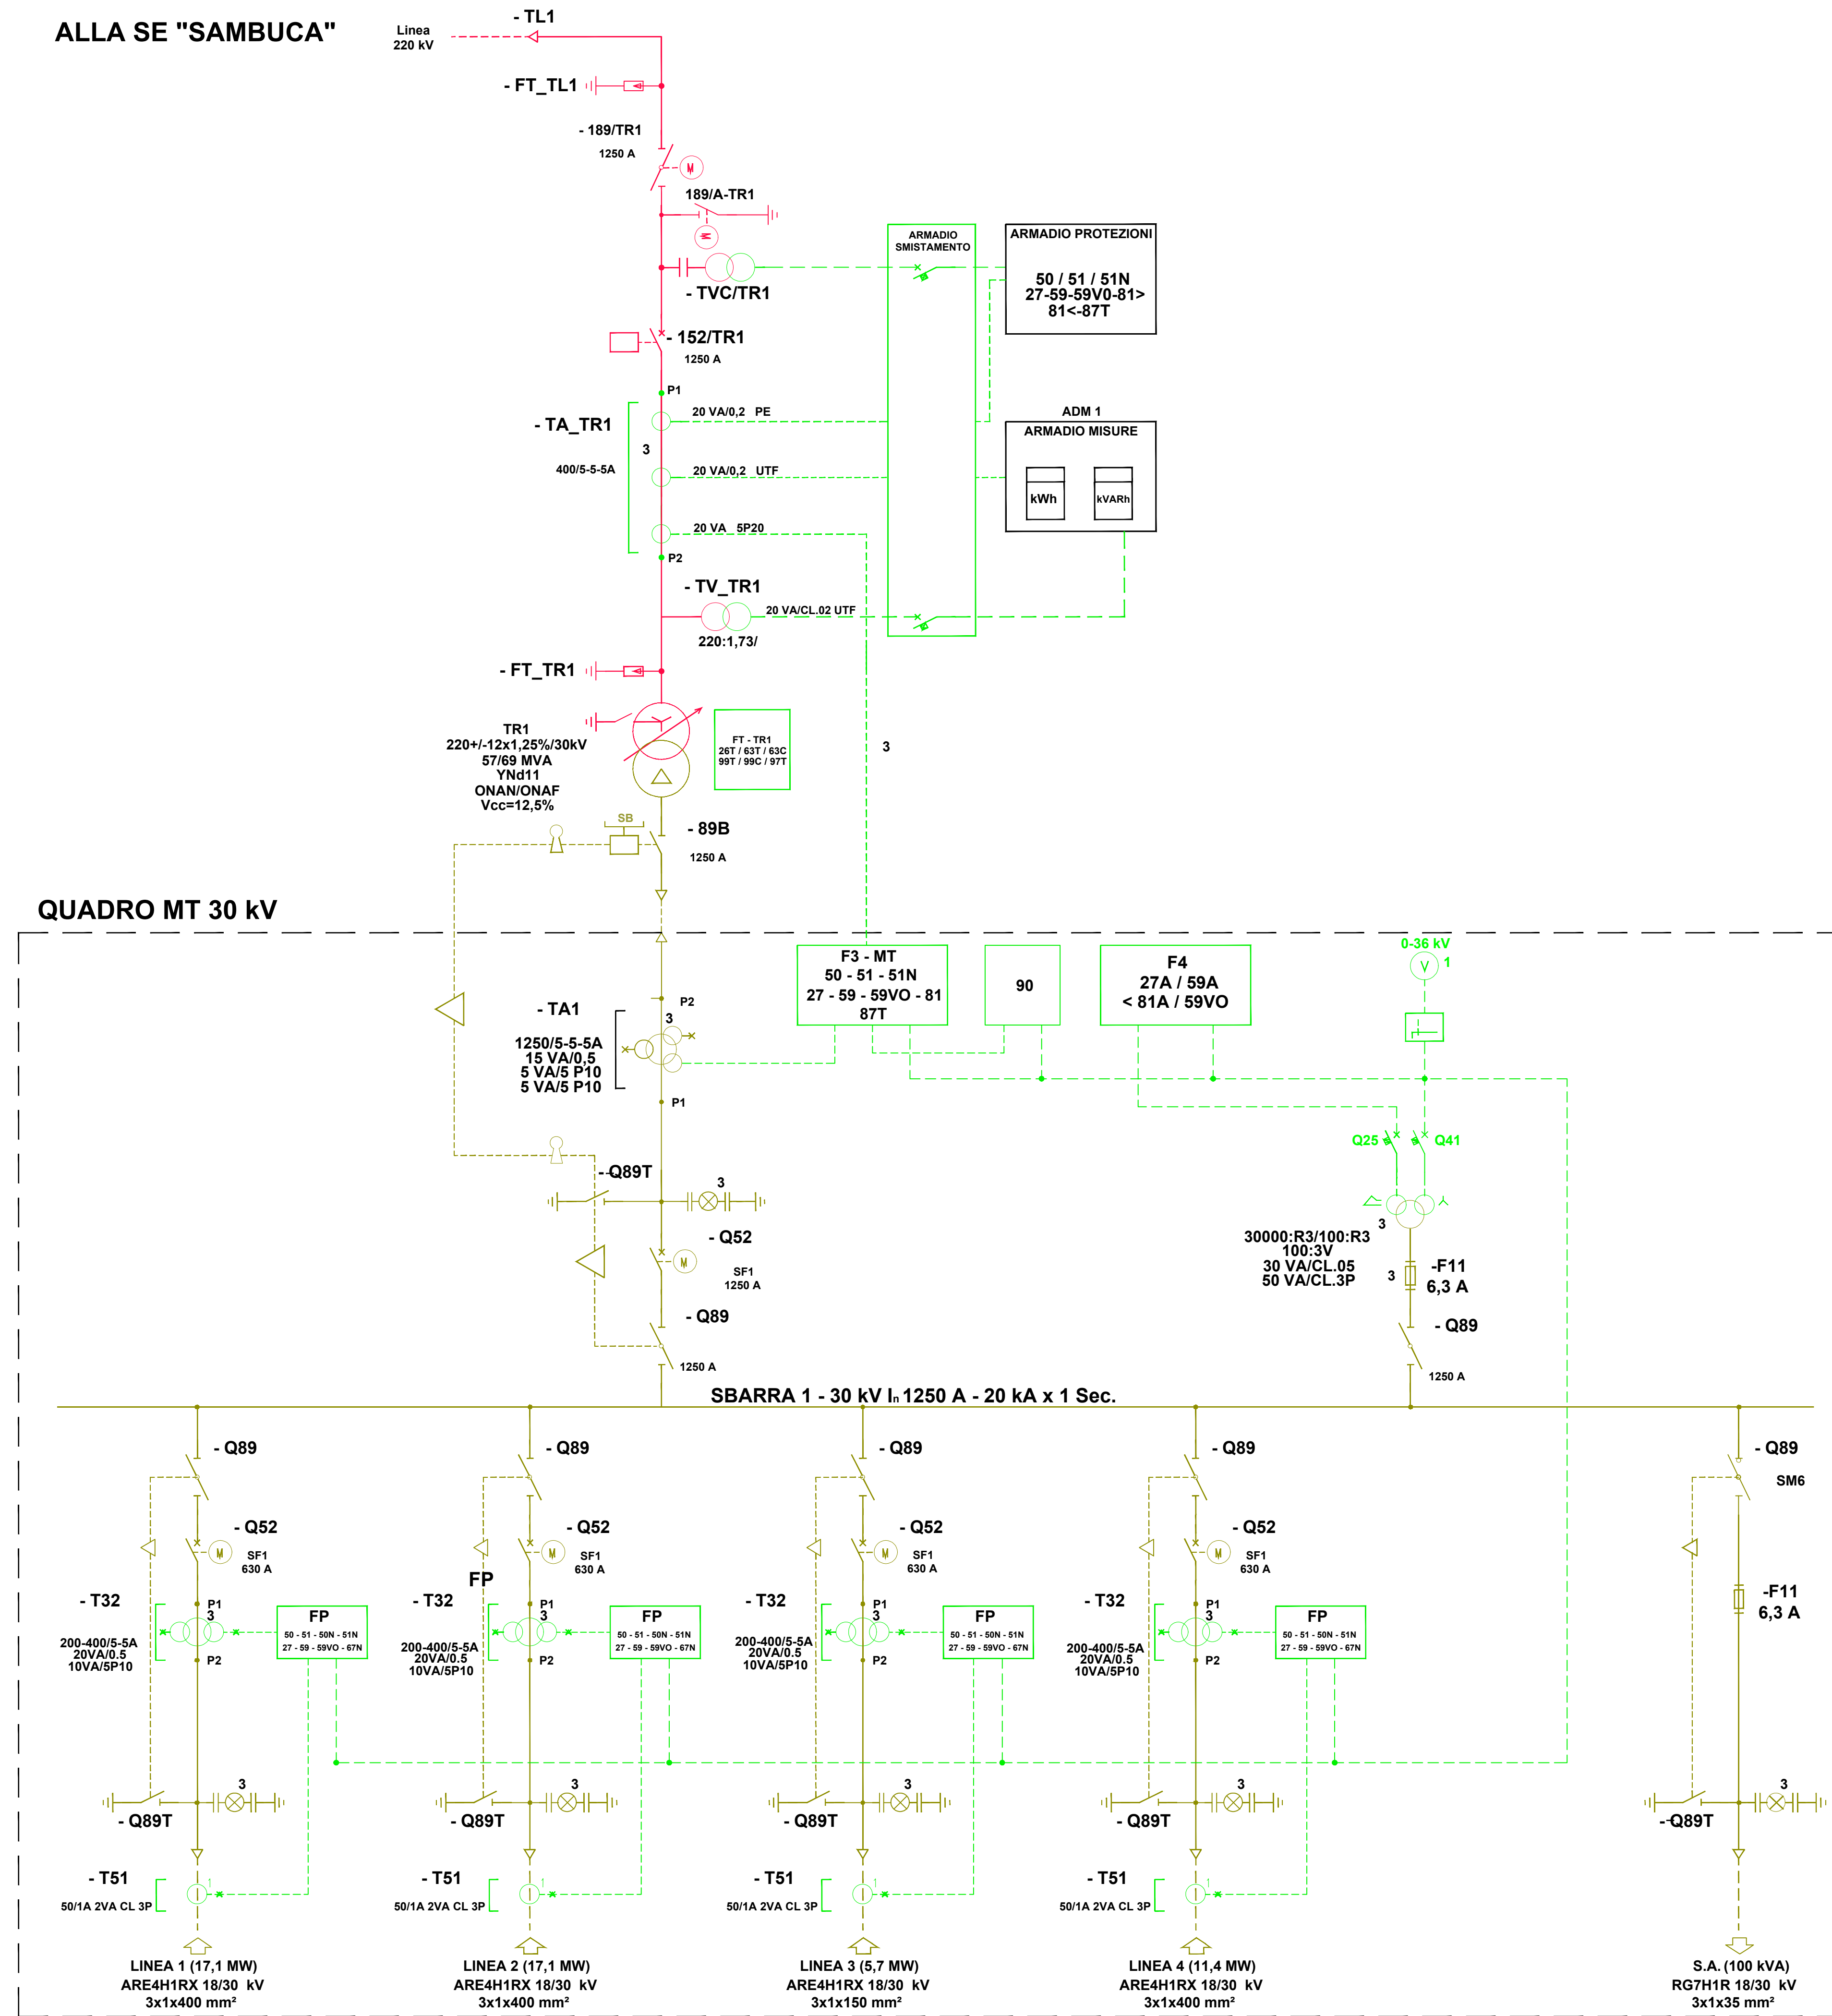 ALLA SE "SAMBUCA"
Linea
220 kV
- TL1
- FT_TL1
- 189/TR1
1250 A
M
189/A-TR1
M
- TVC/TR1
ARMADIO
SMISTAMENTO
ARMADIO PROTEZIONI
50 / 51 / 51N
27-59-59V0-81>
81<-87T
- 152/TR1
1250 A
P1
- TA_TR1
400/5-5-5A
3
20 VA/0,2 PE
20 VA/0,2 UTF
20 VA 5P20
P2
ADM 1
ARMADIO MISURE
kWh
kVARh
- TV_TR1
20 VA/CL.02 UTF
220:1,73/
- FT_TR1
TR1
220+/-12x1,25%/30kV
57/69 MVA
YNd11
ONAN/ONAF
Vcc=12,5%
FT - TR1
26T / 63T / 63C
99T / 99C / 97T
3
SB
- 89B
1250 A
QUADRO MT 30 kV
- TA1
1250/5-5-5A
15 VA/0,5
5 VA/5 P10
5 VA/5 P10
P2
3
P1
F3 - MT
50 - 51 - 51N
27 - 59 - 59VO - 81
87T
90
F4
27A / 59A
< 81A / 59VO
0-36 kV
V
1
Q25
Q41
- Q89T
3
- Q52
M
SF1
1250 A
- Q89
1250 A
3
30000:R3/100:R3
100:3V
30 VA/CL.05
50 VA/CL.3P
3
-F11
6,3 A
- Q89
1250 A
SBARRA 1 - 30 kV In 1250 A - 20 kA x 1 Sec.
- Q89
- Q52
M
SF1
630 A
- T32
200-400/5-5A
20VA/0.5
10VA/5P10
P1
3
P2
FP
50 - 51 - 50N - 51N
27 - 59 - 59VO - 67N
3
- Q89T
- T51
50/1A 2VA CL 3P
1
LINEA 1 (17,1 MW)
ARE4H1RX 18/30 kV
3x1x400 mm²
- Q89
- Q52
M
SF1
630 A
FP
- T32
200-400/5-5A
20VA/0.5
10VA/5P10
P1
3
P2
FP
50 - 51 - 50N - 51N
27 - 59 - 59VO - 67N
3
- Q89T
- T51
50/1A 2VA CL 3P
1
LINEA 2 (17,1 MW)
ARE4H1RX 18/30 kV
3x1x400 mm²
- Q89
- Q52
M
SF1
630 A
- T32
200-400/5-5A
20VA/0.5
10VA/5P10
P1
3
P2
FP
50 - 51 - 50N - 51N
27 - 59 - 59VO - 67N
3
- Q89T
- T51
50/1A 2VA CL 3P
1
LINEA 3 (5,7 MW)
ARE4H1RX 18/30 kV
3x1x150 mm²
- Q89
- Q52
M
SF1
630 A
- T32
200-400/5-5A
20VA/0.5
10VA/5P10
P1
3
P2
FP
50 - 51 - 50N - 51N
27 - 59 - 59VO - 67N
3
- Q89T
- T51
50/1A 2VA CL 3P
1
LINEA 4 (11,4 MW)
ARE4H1RX 18/30 kV
3x1x400 mm²
- Q89
SM6
-F11
6,3 A
3
- Q89T
S.A. (100 kVA)
RG7H1R 18/30 kV
3x1x35 mm²